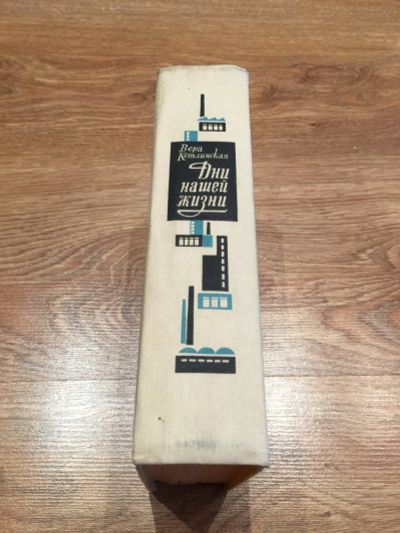 Вера
Кетлинская
Дни
нашей
жизни